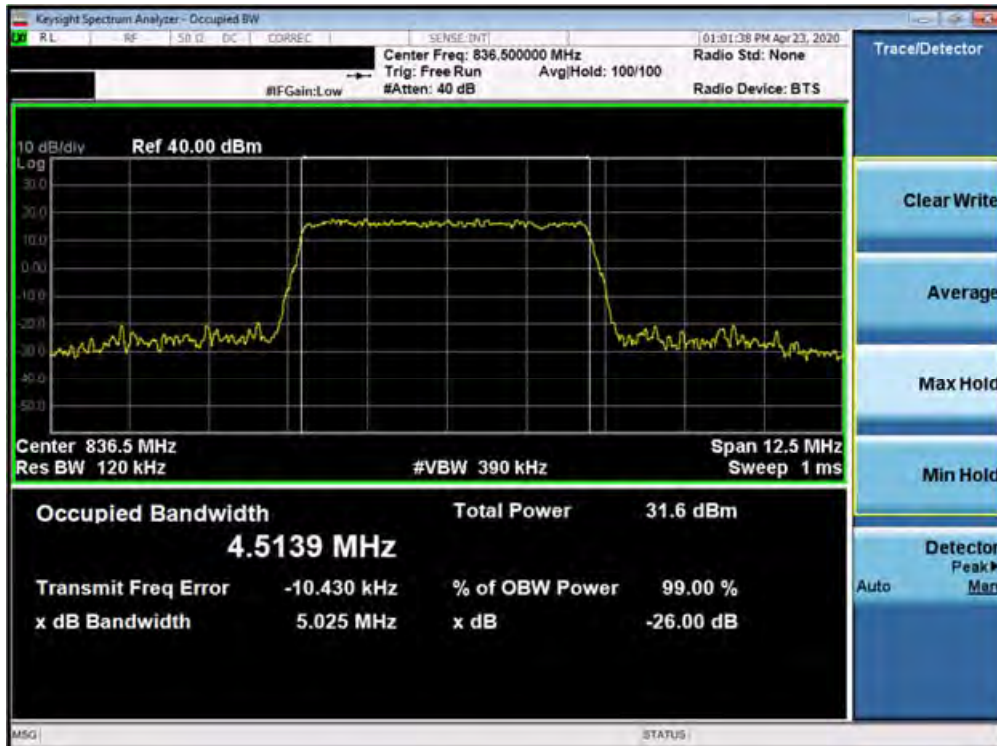 Keysight Spectrum Analyzer - Occupied BW
RL RF 50 Ω DC CORREC SENSE:INT 01:01:38 PM Apr 23, 2020
Center Freq: 836.500000 MHz Radio Std: None
Trig: Free Run Avg|Hold: 100/100
#IFGain:Low #Atten: 40 dB Radio Device: BTS
Trace/Detector
10 dB/div Ref 40.00 dBm
Log
30.0
20.0
10.0
0.00
-10.0
-20.0
-30.0
-40.0
-50.0
Center 836.5 MHz Span 12.5 MHz
Res BW 120 kHz #VBW 390 kHz Sweep 1 ms
Occupied Bandwidth Total Power 31.6 dBm
4.5139 MHz
Transmit Freq Error -10.430 kHz % of OBW Power 99.00 %
x dB Bandwidth 5.025 MHz x dB -26.00 dB
Clear Write
Average
Max Hold
Min Hold
Detector
Peak
Auto Man
MSG STATUS